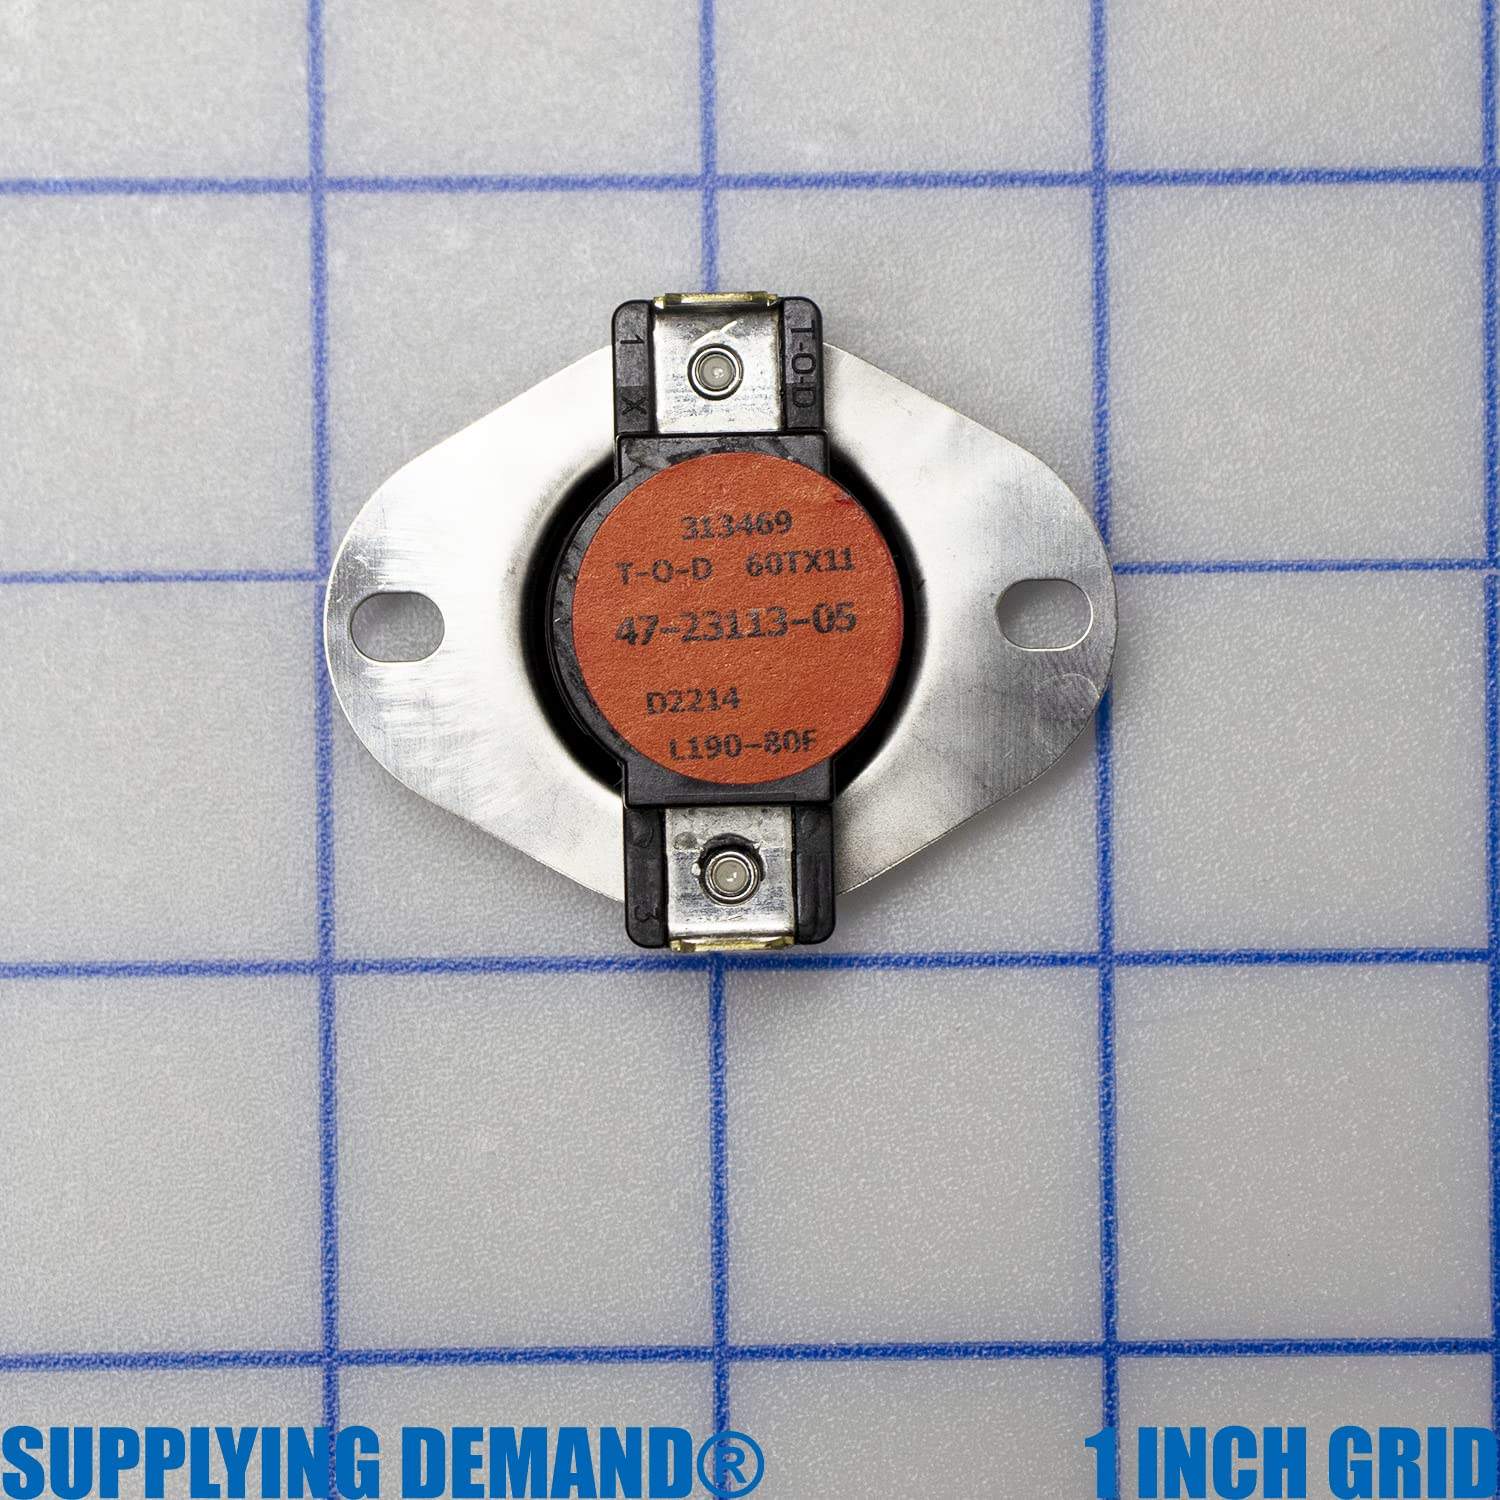 1 X
T-O-D
313469
T-O-D 60TX11
47-23113-05
D2214
L190-80F
3
SUPPLYING DEMAND® 1 INCH GRID